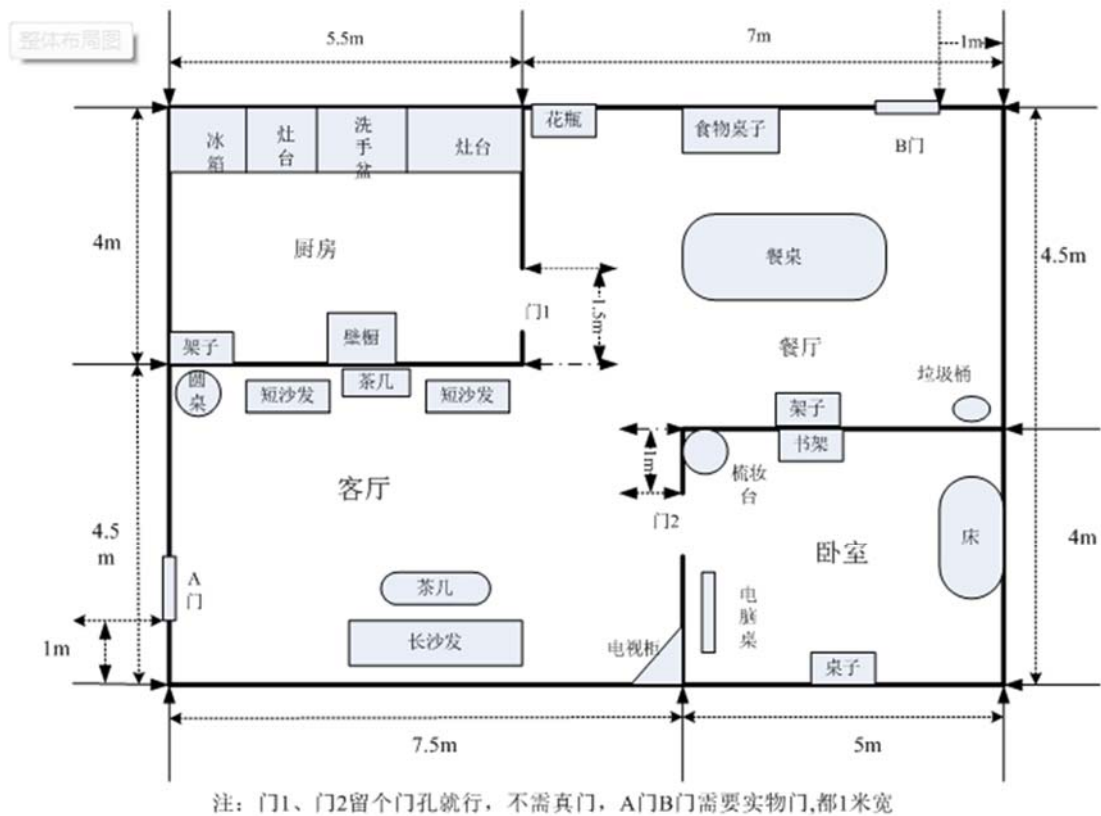 整体布局图
5.5m
7m
1m
冰箱
灶台
洗手盆
灶台
花瓶
食物桌子
B门
4m
厨房
餐桌
4.5m
门1
1.5m
架子
壁橱
餐厅
圆桌
短沙发
茶几
短沙发
垃圾桶
架子
书架
客厅
1m
梳妆台
门2
床
4.5m
卧室
4m
A门
茶几
电脑桌
1m
长沙发
电视柜
桌子
7.5m
5m
注：门1、门2留个门孔就行，不需真门，A门B门需要实物门,都1米宽